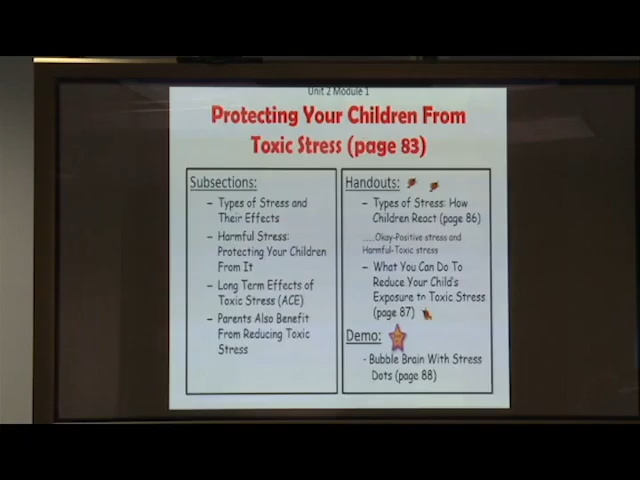 Unit 2 Module 1
Protecting Your Children From
Toxic Stress (page 83)
Subsections:
– Types of Stress and
Their Effects
– Harmful Stress:
Protecting Your Children
From It
– Long Term Effects of
Toxic Stress (ACE)
– Parents Also Benefit
From Reducing Toxic
Stress
Handouts:
– Types of Stress: How
Children React (page 86)
.....Okay-Positive stress and
Harmful-Toxic stress
– What You Can Do To
Reduce Your Child's
Exposure to Toxic Stress
(page 87)
Demo:
- Bubble Brain With Stress
Dots (page 88)